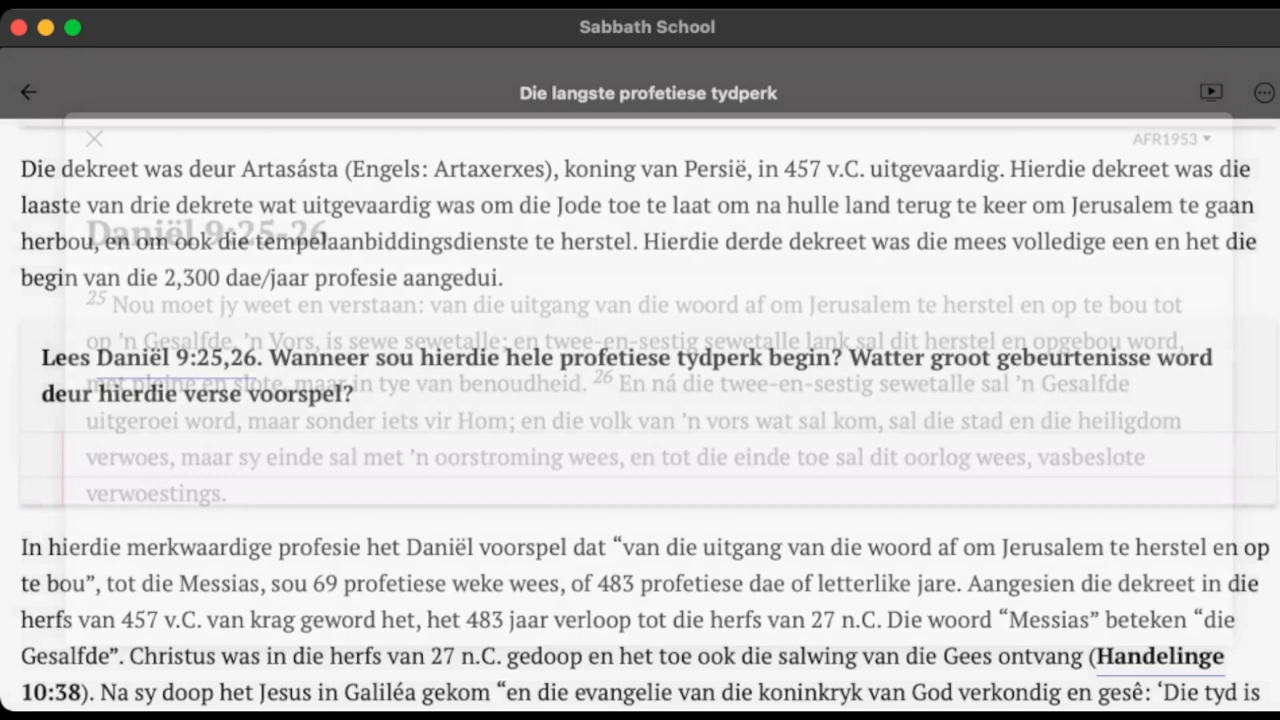 Sabbath School
Die langste profetiese tydperk
AFR1953
Die dekreet was deur Artasásta (Engels: Artaxerxes), koning van Persië, in 457 v.C. uitgevaardig. Hierdie dekreet was die
laaste van drie dekrete wat uitgevaardig was om die Jode toe te laat om na hulle land terug te keer om Jerusalem te gaan
Daniël 9:25-26
herbou, en om ook die tempelaanbiddingsdienste te herstel. Hierdie derde dekreet was die mees volledige een en het die
begin van die 2,300 dae/jaar profesie aangedui.
25 Nou moet jy weet en verstaan: van die uitgang van die woord af om Jerusalem te herstel en op te bou tot
op 'n Gesalfde, 'n Vors, is sewe sewetalle; en twee-en-sestig sewetalle lank sal dit herstel en opgebou word,
Lees Daniël 9:25,26. Wanneer sou hierdie hele profetiese tydperk begin? Watter groot gebeurtenisse word
met pleine en slote, maar in tye van benoudheid. 26 En ná die twee-en-sestig sewetalle sal 'n Gesalfde
deur hierdie verse voorspel?
uitgeroei word, maar sonder iets vir Hom; en die volk van 'n vors wat sal kom, sal die stad en die heiligdom
verwoes, maar sy einde sal met 'n oorstroming wees, en tot die einde toe sal dit oorlog wees, vasbeslote
verwoestings.
In hierdie merkwaardige profesie het Daniël voorspel dat “van die uitgang van die woord af om Jerusalem te herstel en op
te bou”, tot die Messias, sou 69 profetiese weke wees, of 483 profetiese dae of letterlike jare. Aangesien die dekreet in die
herfs van 457 v.C. van krag geword het, het 483 jaar verloop tot die herfs van 27 n.C. Die woord “Messias” beteken “die
Gesalfde”. Christus was in die herfs van 27 n.C. gedoop en het toe ook die salwing van die Gees ontvang (Handelinge
10:38). Na sy doop het Jesus in Galiléa gekom “en die evangelie van die koninkryk van God verkondig en gesê: ‘Die tyd is